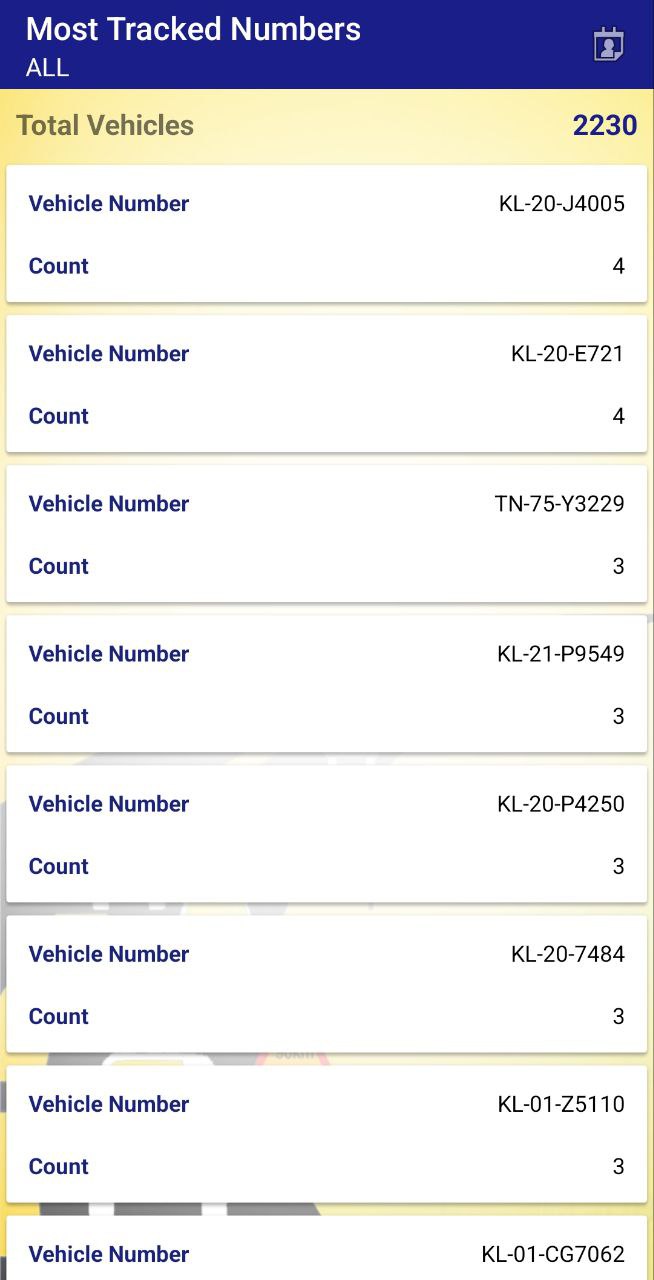 Most Tracked Numbers
ALL
Total Vehicles 2230
Vehicle Number KL-20-J4005
Count 4
Vehicle Number KL-20-E721
Count 4
Vehicle Number TN-75-Y3229
Count 3
Vehicle Number KL-21-P9549
Count 3
Vehicle Number KL-20-P4250
Count 3
Vehicle Number KL-20-7484
Count 3
Vehicle Number KL-01-Z5110
Count 3
Vehicle Number KL-01-CG7062